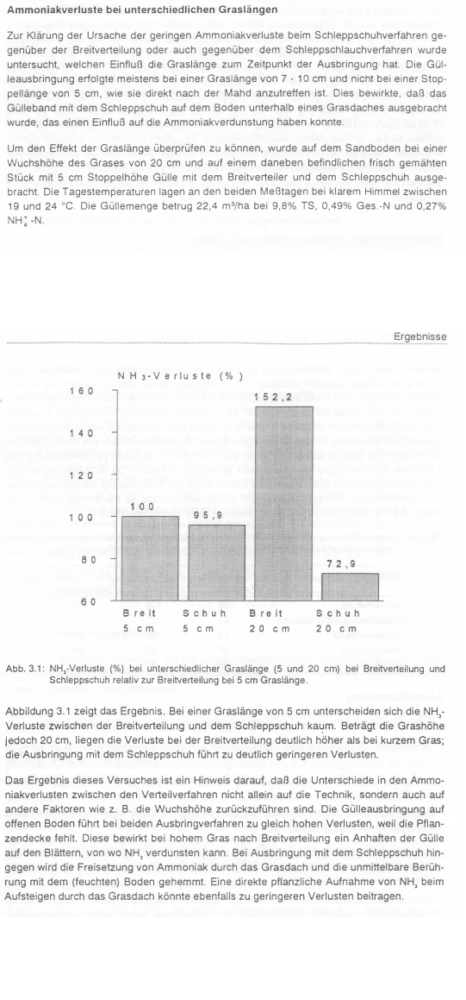 Ammoniakverluste bei unterschiedlichen Graslängen
Zur Klärung der Ursache der geringen Ammoniakverluste beim Schleppschuhverfahren ge-
genüber der Breitverteilung oder auch gegenüber dem Schleppschlauchverfahren wurde
untersucht, welchen Einfluß die Graslänge zum Zeitpunkt der Ausbringung hat. Die Gül-
leausbringung erfolgte meistens bei einer Graslänge von 7 - 10 cm und nicht bei einer Stop-
pellänge von 5 cm, wie sie direkt nach der Mahd anzutreffen ist. Dies bewirkte, daß das
Gülleband mit dem Schleppschuh auf dem Boden unterhalb eines Grasdaches ausgebracht
wurde, das einen Einfluß auf die Ammoniakverdunstung haben konnte.
Um den Effekt der Graslänge überprüfen zu können, wurde auf dem Sandboden bei einer
Wuchshöhe des Grases von 20 cm und auf einem daneben befindlichen frisch gemähten
Stück mit 5 cm Stoppelhöhe Gülle mit dem Breitverteiler und dem Schleppschuh ausge-
bracht. Die Tagestemperaturen lagen an den beiden Meßtagen bei klarem Himmel zwischen
19 und 24 °C. Die Güllemenge betrug 22,4 m³/ha bei 9,8% TS, 0,49% Ges.-N und 0,27%
NH₄⁺-N.
Ergebnisse
NH₃-Verluste (%)
160
152,2
140
120
100
100
95,9
80
72,9
60
Breit Schuh Breit Schuh
5 cm 5 cm 20 cm 20 cm
Abb. 3.1: NH₃-Verluste (%) bei unterschiedlicher Graslänge (5 und 20 cm) bei Breitverteilung und
Schleppschuh relativ zur Breitverteilung bei 5 cm Graslänge.
Abbildung 3.1 zeigt das Ergebnis. Bei einer Graslänge von 5 cm unterscheiden sich die NH₃-
Verluste zwischen der Breitverteilung und dem Schleppschuh kaum. Beträgt die Grashöhe
jedoch 20 cm, liegen die Verluste bei der Breitverteilung deutlich höher als bei kurzem Gras;
die Ausbringung mit dem Schleppschuh führt zu deutlich geringeren Verlusten.
Das Ergebnis dieses Versuches ist ein Hinweis darauf, daß die Unterschiede in den Ammo-
niakverlusten zwischen den Verteilverfahren nicht allein auf die Technik, sondern auch auf
andere Faktoren wie z. B. die Wuchshöhe zurückzuführen sind. Die Gülleausbringung auf
offenen Boden führt bei beiden Ausbringverfahren zu gleich hohen Verlusten, weil die Pflan-
zendecke fehlt. Diese bewirkt bei hohem Gras nach Breitverteilung ein Anhaften der Gülle
auf den Blättern, von wo NH₃ verdunsten kann. Bei Ausbringung mit dem Schleppschuh hin-
gegen wird die Freisetzung von Ammoniak durch das Grasdach und die unmittelbare Berüh-
rung mit dem (feuchten) Boden gehemmt. Eine direkte pflanzliche Aufnahme von NH₃ beim
Aufsteigen durch das Grasdach könnte ebenfalls zu geringeren Verlusten beitragen.